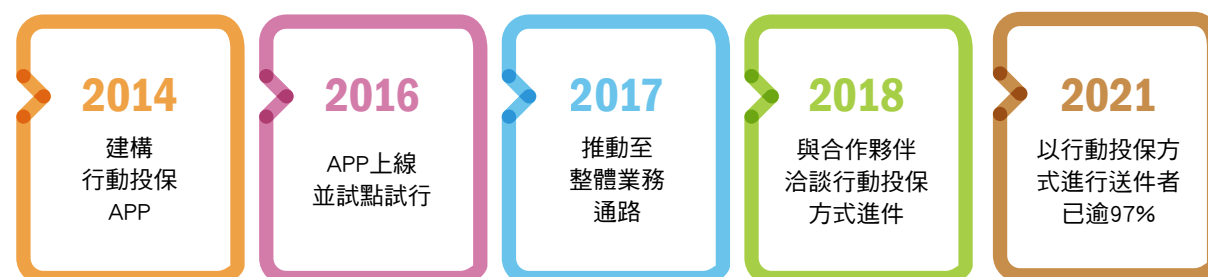 2014
建構
行動投保
APP
2016
APP上線
並試點試行
2017
推動至
整體業務
通路
2018
與合作夥伴
洽談行動投保
方式進件
2021
以行動投保方
式進行送件者
已逾97%